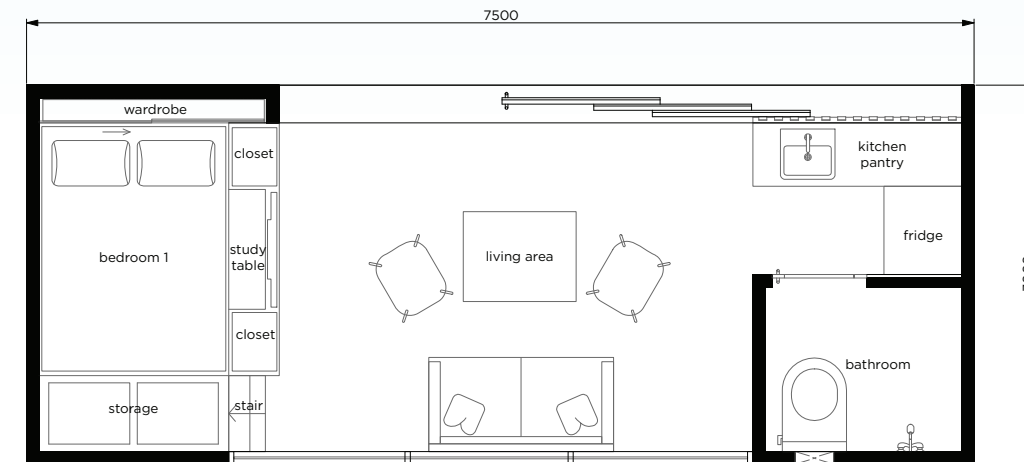 7500
wardrobe
closet
kitchen
pantry
study
table
bedroom 1
living area
fridge
closet
bathroom
storage
stair